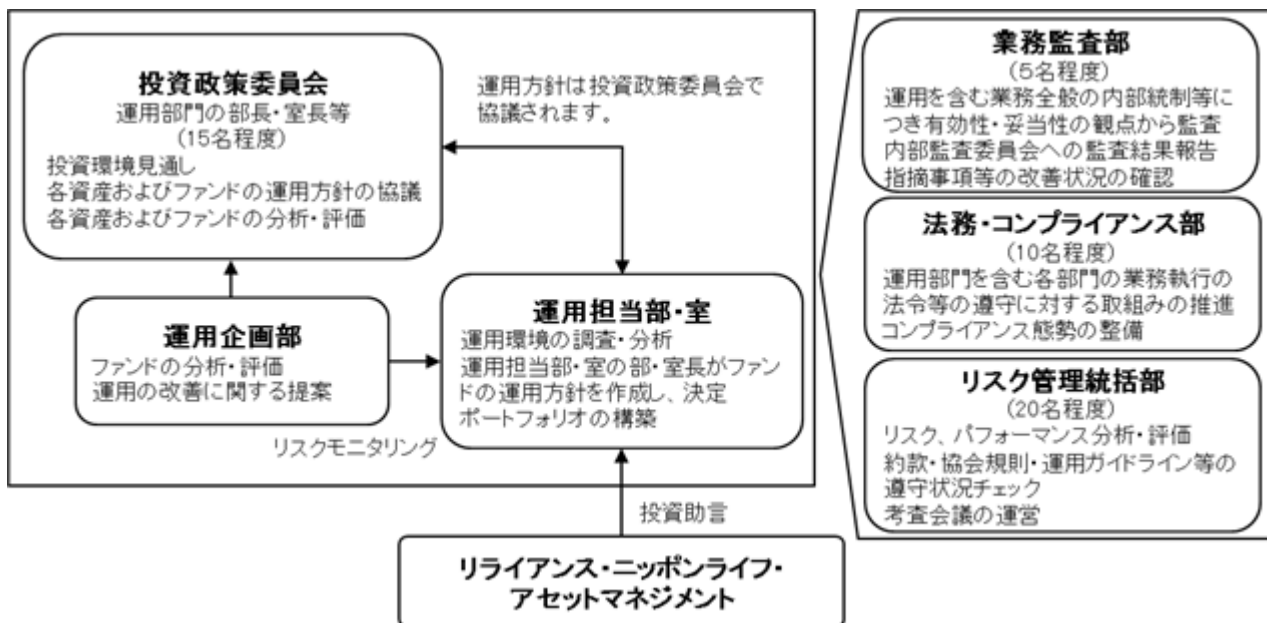 投資政策委員会
運用部門の部長・室長等
(15名程度)
投資環境見通し
各資産およびファンドの運用方針の協議
各資産およびファンドの分析・評価
運用方針は投資政策委員会で
協議されます。
運用企画部
ファンドの分析・評価
運用の改善に関する提案
リスクモニタリング
運用担当部・室
運用環境の調査・分析
運用担当部・室の部・室長がファン
ドの運用方針を作成し、決定
ポートフォリオの構築
投資助言
リライアンス・ニッポンライフ・
アセットマネジメント
業務監査部
(5名程度)
運用を含む業務全般の内部統制等に
つき有効性・妥当性の観点から監査
内部監査委員会への監査結果報告
指摘事項等の改善状況の確認
法務・コンプライアンス部
(10名程度)
運用部門を含む各部門の業務執行の
法令等の遵守に対する取組みの推進
コンプライアンス態勢の整備
リスク管理統括部
(20名程度)
リスク、パフォーマンス分析・評価
約款・協会規則・運用ガイドライン等の
遵守状況チェック
考査会議の運営